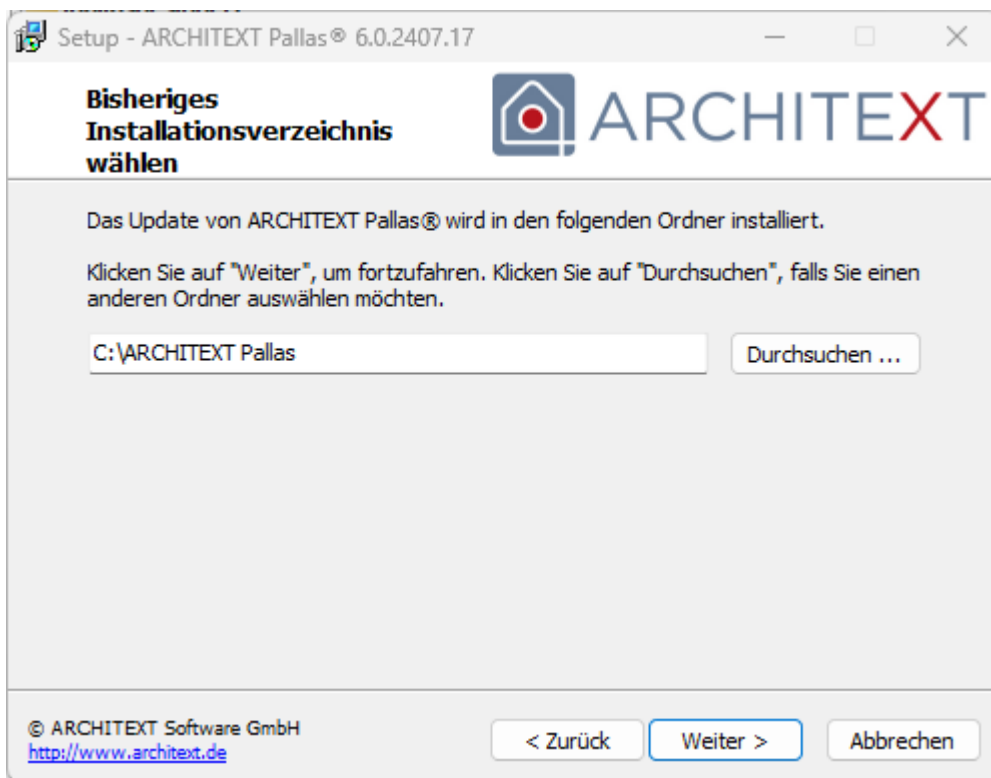 Setup - ARCHITEXT Pallas® 6.0.2407.17
Bisheriges
Installationsverzeichnis
wählen
ARCHITEXT
Das Update von ARCHITEXT Pallas® wird in den folgenden Ordner installiert.
Klicken Sie auf "Weiter", um fortzufahren. Klicken Sie auf "Durchsuchen", falls Sie einen
anderen Ordner auswählen möchten.
C:\ARCHITEXT Pallas
Durchsuchen ...
© ARCHITEXT Software GmbH
http://www.architext.de
< Zurück
Weiter >
Abbrechen